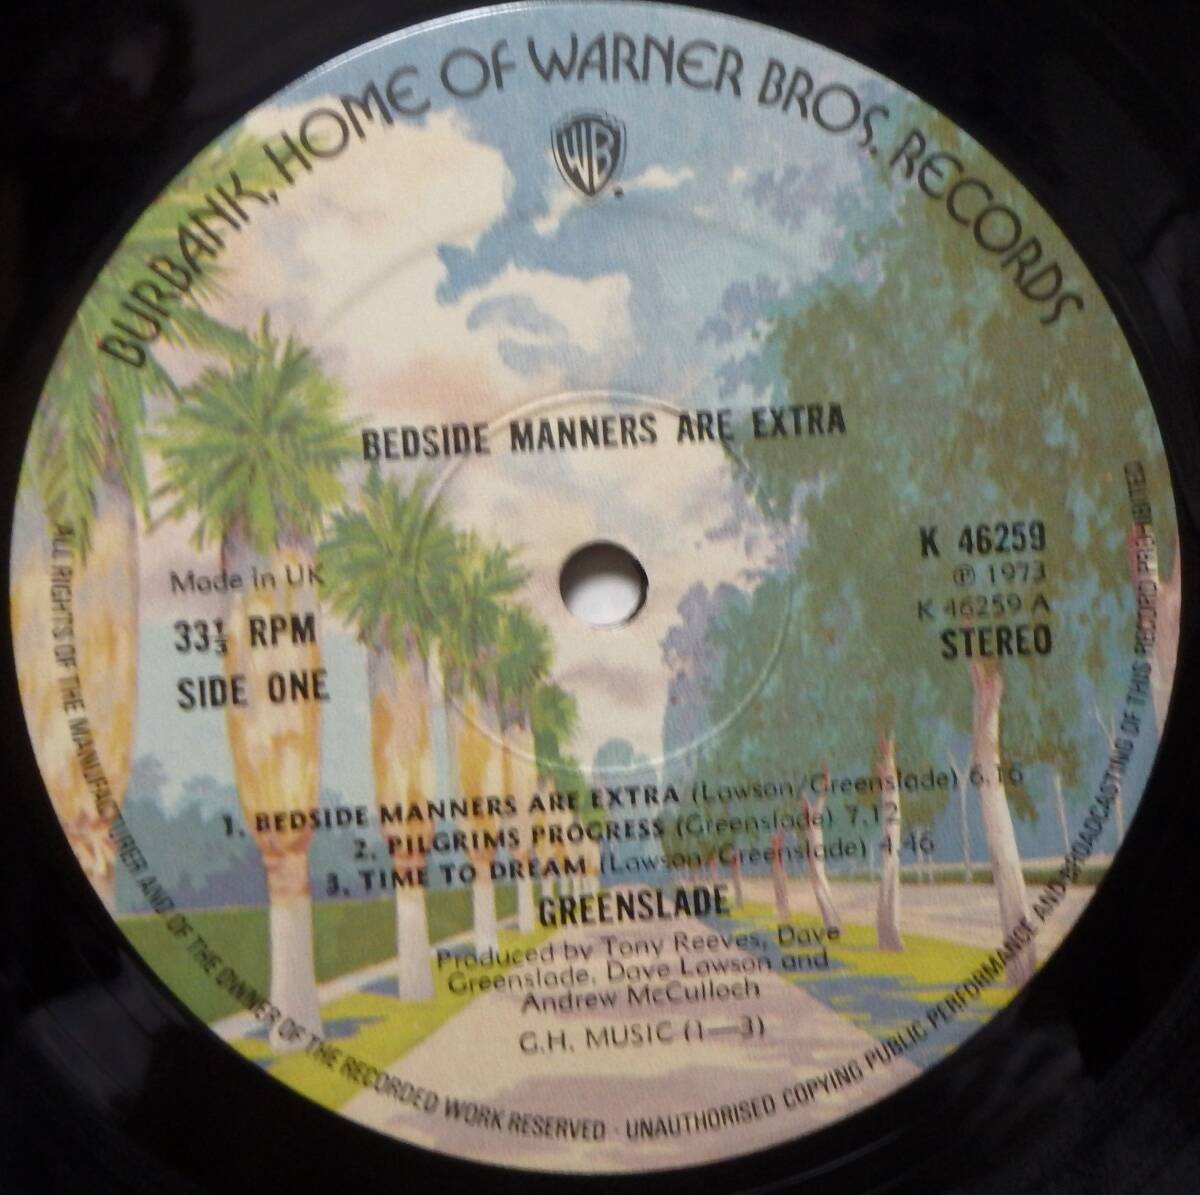 BURBANK, HOME OF WARNER BROS. RECORDS
WB
BEDSIDE MANNERS ARE EXTRA
Made in UK
33⅓ RPM
SIDE ONE
K 46259
℗ 1973
K 46259 A
STEREO
1. BEDSIDE MANNERS ARE EXTRA (Lawson/Greenslade) 6.16
2. PILGRIMS PROGRESS (Greenslade) 7.12
3. TIME TO DREAM (Lawson/Greenslade) 4.46
GREENSLADE
Produced by Tony Reeves, Dave
Greenslade, Dave Lawson and
Andrew McCulloch
G.H. MUSIC (1—3)
ALL RIGHTS OF THE MANUFACTURER AND OF THE OWNER OF THE RECORDED WORK RESERVED · UNAUTHORISED COPYING PUBLIC PERFORMANCE AND BROADCASTING OF THIS RECORD PROHIBITED